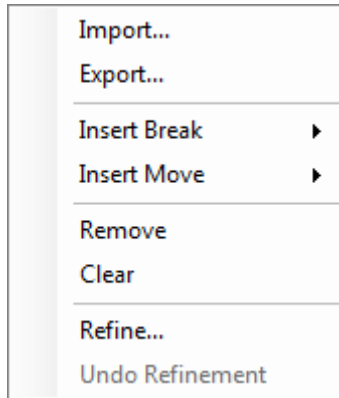 Import...
Export...
Insert Break
Insert Move
Remove
Clear
Refine...
Undo Refinement